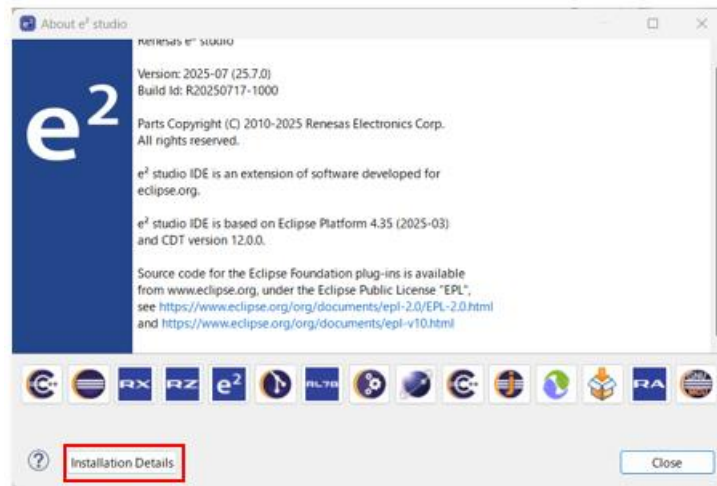 About e² studio
Renesas e² studio
Version: 2025-07 (25.7.0)
Build Id: R20250717-1000
Parts Copyright (C) 2010-2025 Renesas Electronics Corp.
All rights reserved.
e² studio IDE is an extension of software developed for
eclipse.org.
e² studio IDE is based on Eclipse Platform 4.35 (2025-03)
and CDT version 12.0.0.
Source code for the Eclipse Foundation plug-ins is available
from www.eclipse.org, under the Eclipse Public License "EPL",
see https://www.eclipse.org/org/documents/epl-2.0/EPL-2.0.html
and https://www.eclipse.org/org/documents/epl-v10.html
e²
RX RZ e² RL78 RA
? Installation Details Close